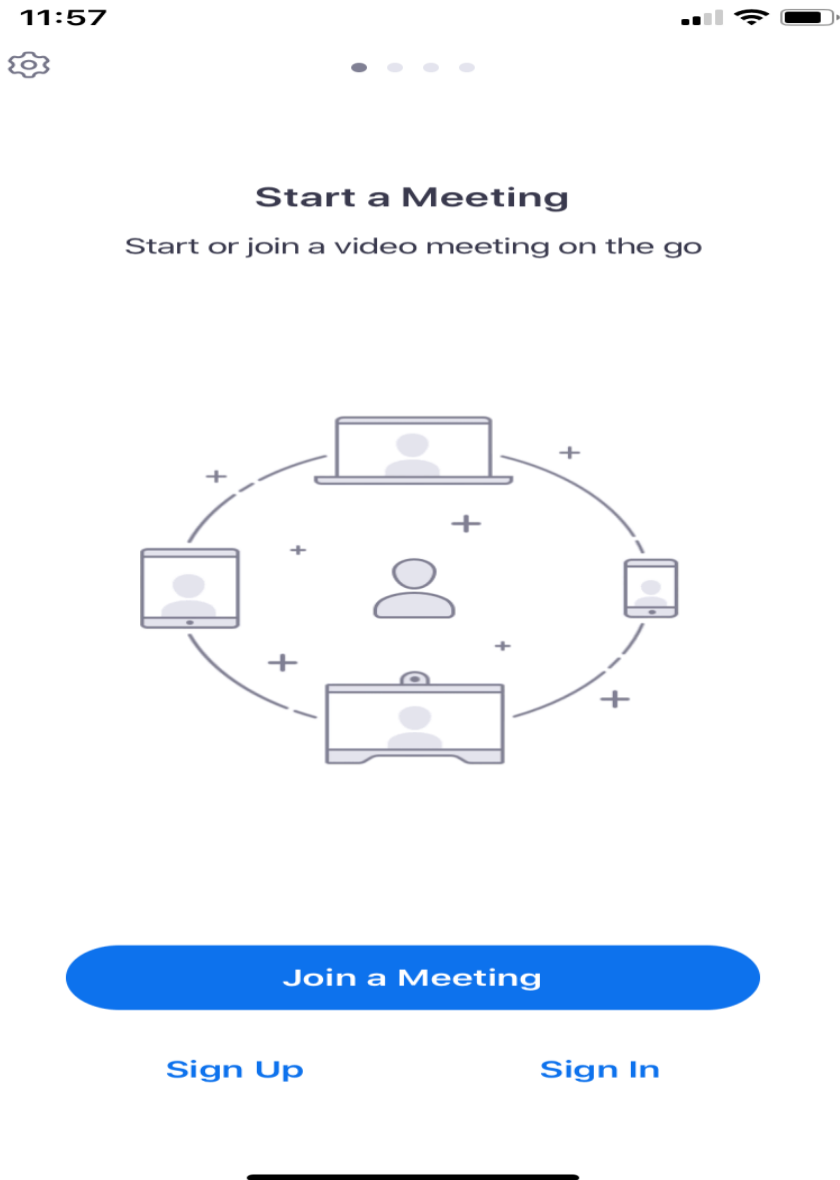 11:57
Start a Meeting
Start or join a video meeting on the go
Join a Meeting
Sign Up
Sign In